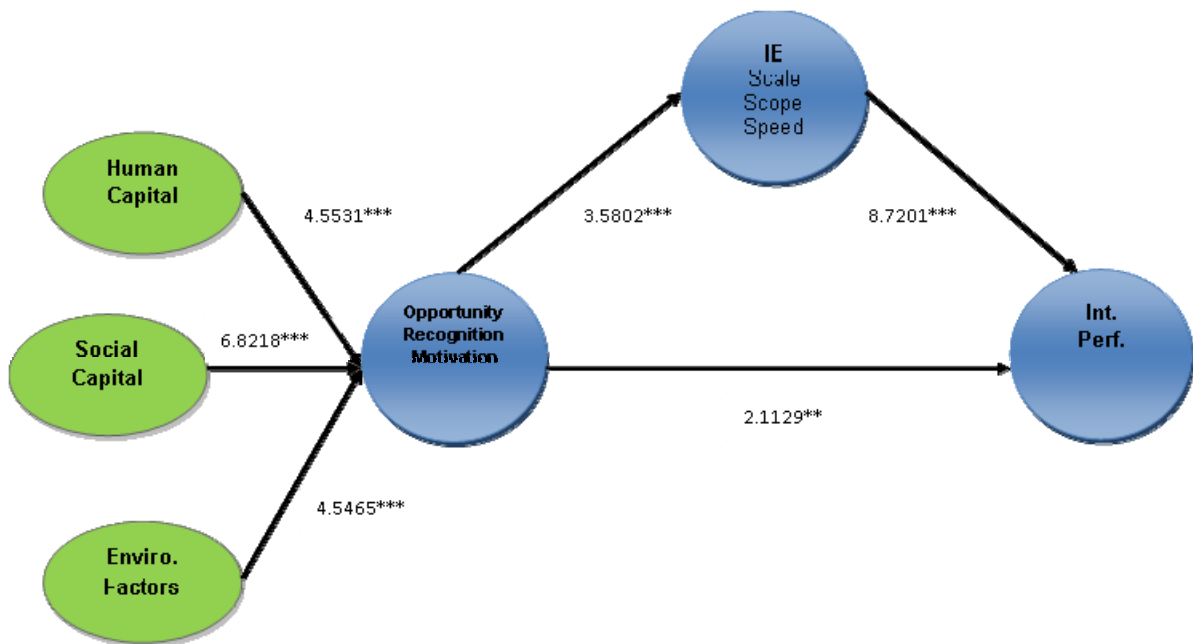 IE
Scale
Scope
Speed
Human
Capital
4.5531***
3.5802***
8.7201***
Opportunity
Recognition
Motivation
Int.
Perf.
Social
Capital
6.8218***
2.1129**
4.5465***
Enviro.
Factors